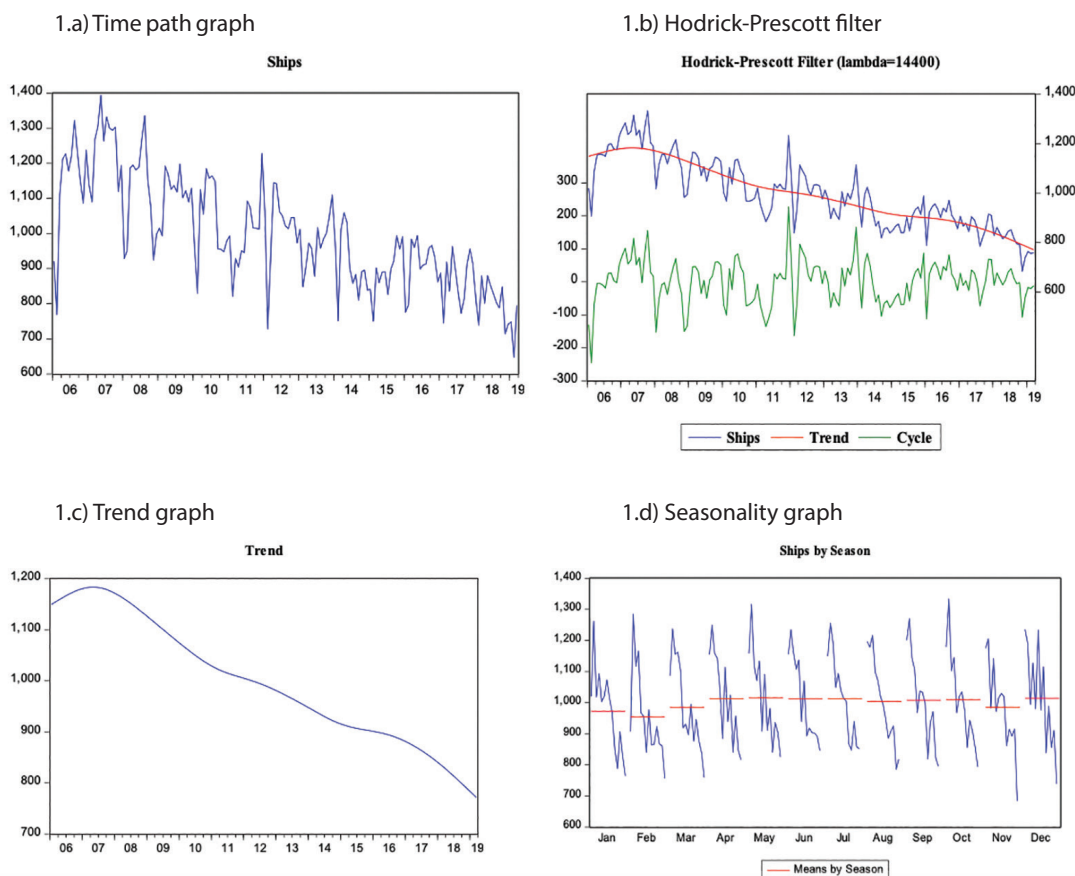 1.a) Time path graph
Ships
1,400
1,300
1,200
1,100
1,000
900
800
700
600
06 07 08 09 10 11 12 13 14 15 16 17 18 19
1.b) Hodrick-Prescott filter
Hodrick-Prescott Filter (lambda=14400)
1,400
1,200
1,000
800
600
300
200
100
0
-100
-200
-300
06 07 08 09 10 11 12 13 14 15 16 17 18 19
Ships Trend Cycle
1.c) Trend graph
Trend
1,200
1,100
1,000
900
800
700
06 07 08 09 10 11 12 13 14 15 16 17 18 19
1.d) Seasonality graph
Ships by Season
1,400
1,300
1,200
1,100
1,000
900
800
700
600
Jan Feb Mar Apr May Jun Jul Aug Sep Oct Nov Dec
Means by Season